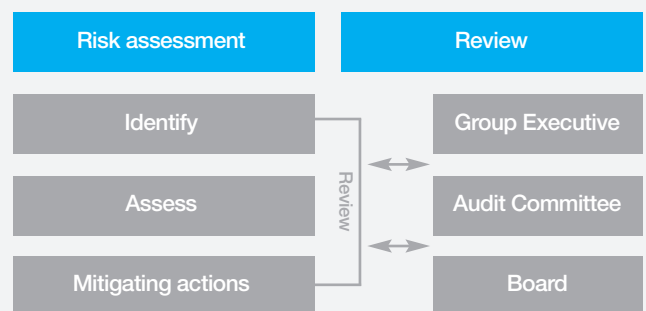 Risk assessment
Review
Identify
Group Executive
Review
Assess
Audit Committee
Mitigating actions
Board